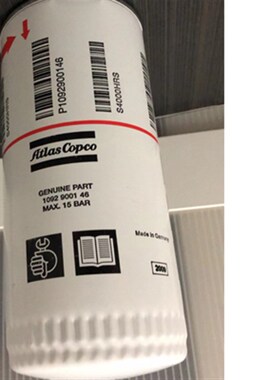 P1092900146
S4000HRS
Atlas Copco
GENUINE PART
1092 9001 46
MAX. 15 BAR
Made in Germany